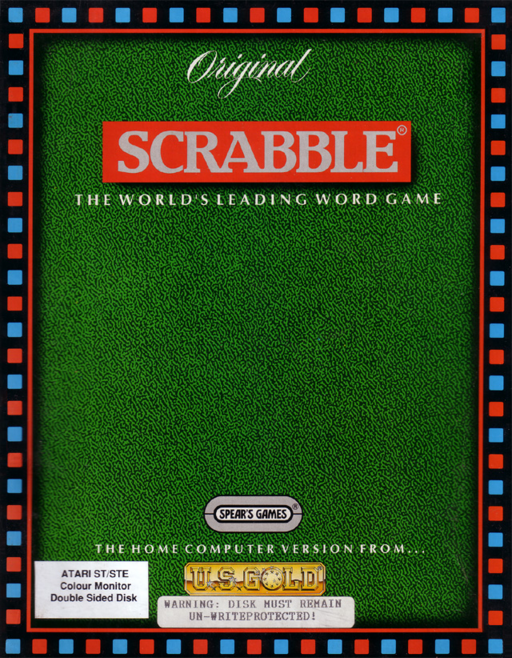 Original
SCRABBLE®
THE WORLD'S LEADING WORD GAME
SPEAR'S GAMES®
THE HOME COMPUTER VERSION FROM...
U.S. GOLD®
ATARI ST/STE
Colour Monitor
Double Sided Disk
WARNING: DISK MUST REMAIN
UN-WRITEPROTECTED!